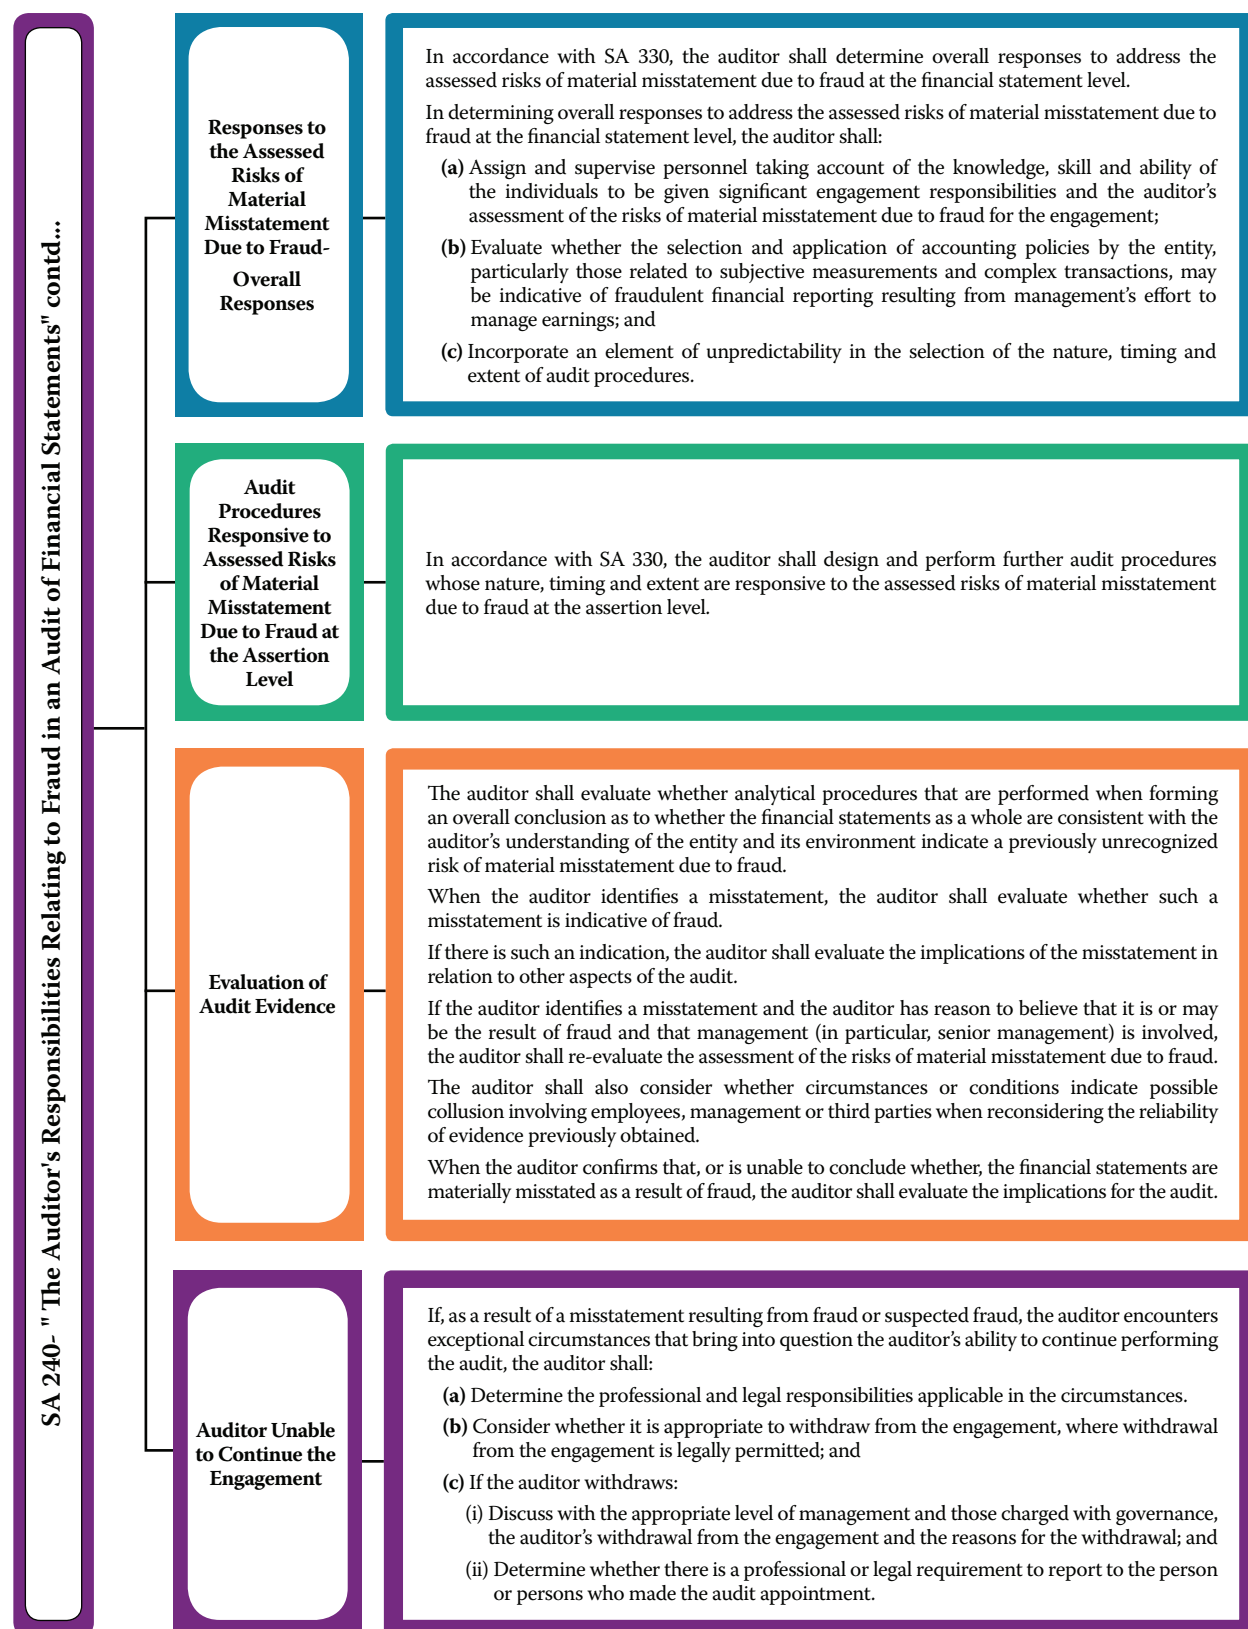 SA 240- " The Auditor's Responsibilities Relating to Fraud in an Audit of Financial Statements" contd...
Responses to
the Assessed
Risks of
Material
Misstatement
Due to Fraud-
Overall
Responses
In accordance with SA 330, the auditor shall determine overall responses to address the
assessed risks of material misstatement due to fraud at the financial statement level.
In determining overall responses to address the assessed risks of material misstatement due to
fraud at the financial statement level, the auditor shall:
(a) Assign and supervise personnel taking account of the knowledge, skill and ability of
the individuals to be given significant engagement responsibilities and the auditor's
assessment of the risks of material misstatement due to fraud for the engagement;
(b) Evaluate whether the selection and application of accounting policies by the entity,
particularly those related to subjective measurements and complex transactions, may
be indicative of fraudulent financial reporting resulting from management's effort to
manage earnings; and
(c) Incorporate an element of unpredictability in the selection of the nature, timing and
extent of audit procedures.
Audit
Procedures
Responsive to
Assessed Risks
of Material
Misstatement
Due to Fraud at
the Assertion
Level
In accordance with SA 330, the auditor shall design and perform further audit procedures
whose nature, timing and extent are responsive to the assessed risks of material misstatement
due to fraud at the assertion level.
Evaluation of
Audit Evidence
The auditor shall evaluate whether analytical procedures that are performed when forming
an overall conclusion as to whether the financial statements as a whole are consistent with the
auditor's understanding of the entity and its environment indicate a previously unrecognized
risk of material misstatement due to fraud.
When the auditor identifies a misstatement, the auditor shall evaluate whether such a
misstatement is indicative of fraud.
If there is such an indication, the auditor shall evaluate the implications of the misstatement in
relation to other aspects of the audit.
If the auditor identifies a misstatement and the auditor has reason to believe that it is or may
be the result of fraud and that management (in particular, senior management) is involved,
the auditor shall re-evaluate the assessment of the risks of material misstatement due to fraud.
The auditor shall also consider whether circumstances or conditions indicate possible
collusion involving employees, management or third parties when reconsidering the reliability
of evidence previously obtained.
When the auditor confirms that, or is unable to conclude whether, the financial statements are
materially misstated as a result of fraud, the auditor shall evaluate the implications for the audit.
Auditor Unable
to Continue the
Engagement
If, as a result of a misstatement resulting from fraud or suspected fraud, the auditor encounters
exceptional circumstances that bring into question the auditor's ability to continue performing
the audit, the auditor shall:
(a) Determine the professional and legal responsibilities applicable in the circumstances.
(b) Consider whether it is appropriate to withdraw from the engagement, where withdrawal
from the engagement is legally permitted; and
(c) If the auditor withdraws:
(i) Discuss with the appropriate level of management and those charged with governance,
the auditor's withdrawal from the engagement and the reasons for the withdrawal; and
(ii) Determine whether there is a professional or legal requirement to report to the person
or persons who made the audit appointment.